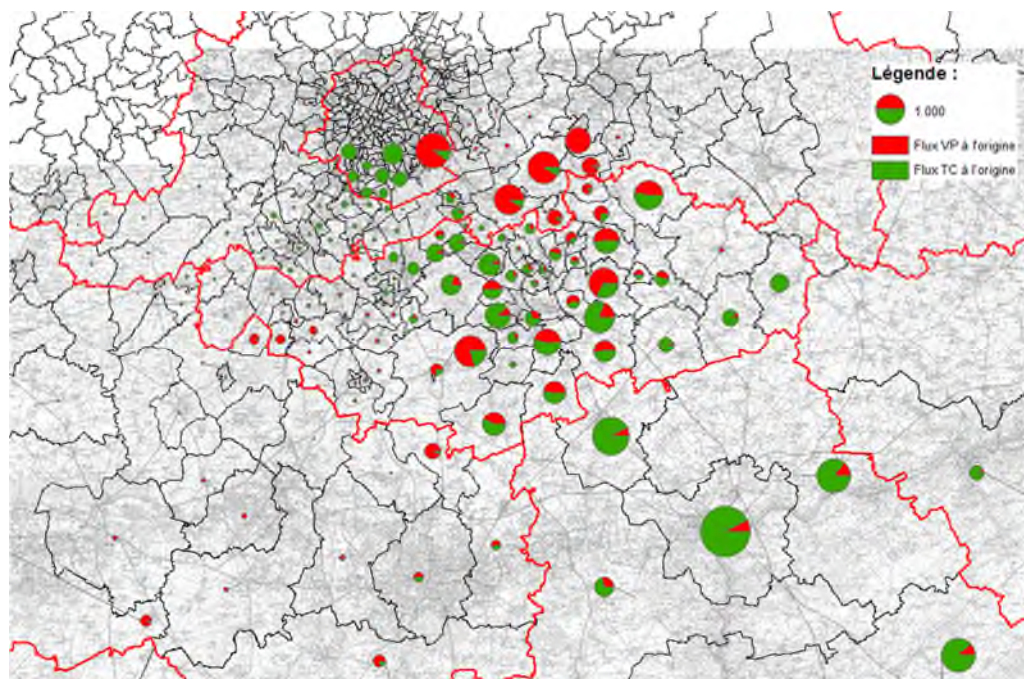 Légende :
1.000
Flux VP à l'origine
Flux TC à l'origine